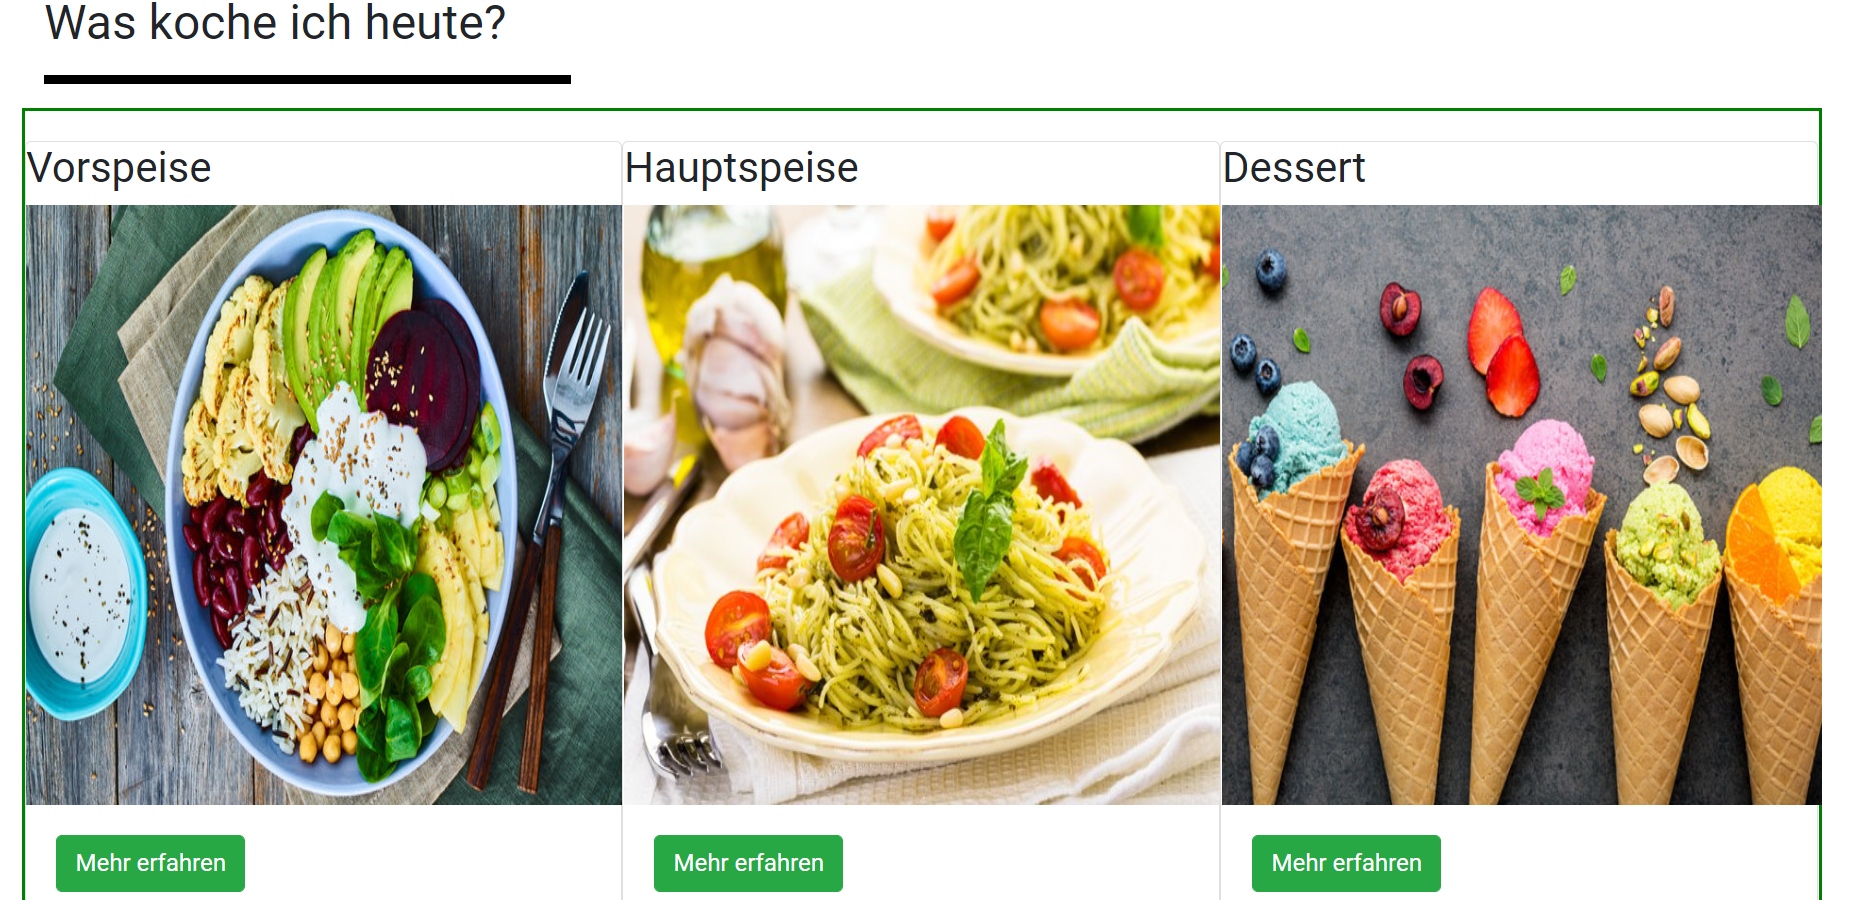 Was koche ich heute?
Vorspeise
Hauptspeise
Dessert
Mehr erfahren
Mehr erfahren
Mehr erfahren